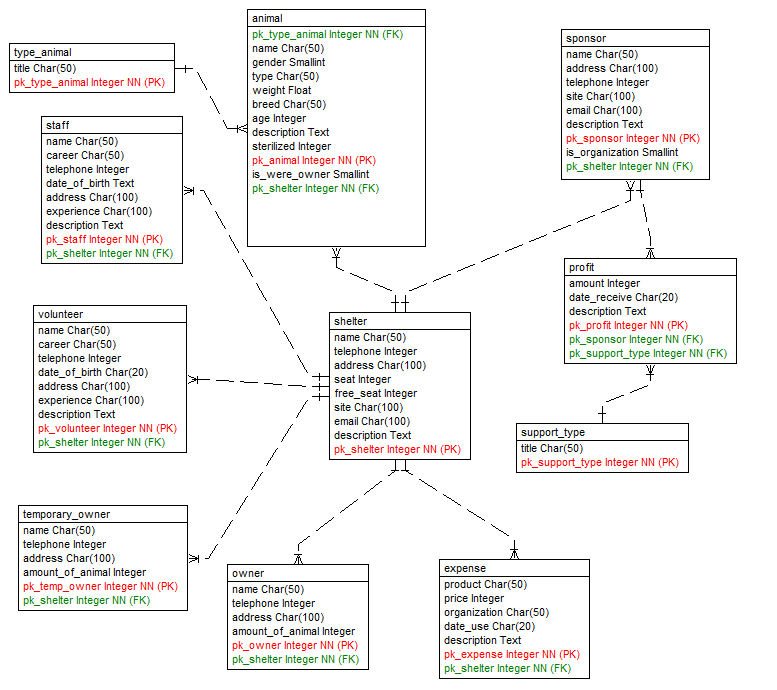 animal
pk_type_animal Integer NN (FK)
name Char(50)
gender Smallint
type Char(50)
weight Float
breed Char(50)
age Integer
description Text
sterilized Integer
pk_animal Integer NN (PK)
is_were_owner Smallint
pk_shelter Integer NN (FK)
sponsor
name Char(50)
address Char(100)
telephone Integer
site Char(100)
email Char(100)
description Text
pk_sponsor Integer NN (PK)
is_organization Smallint
pk_shelter Integer NN (FK)
type_animal
title Char(50)
pk_type_animal Integer NN (PK)
staff
name Char(50)
career Char(50)
telephone Integer
date_of_birth Text
address Char(100)
experience Char(100)
description Text
pk_staff Integer NN (PK)
pk_shelter Integer NN (FK)
profit
amount Integer
date_receive Char(20)
description Text
pk_profit Integer NN (PK)
pk_sponsor Integer NN (FK)
pk_support_type Integer NN (FK)
volunteer
name Char(50)
career Char(50)
telephone Integer
date_of_birth Char(20)
address Char(100)
experience Char(100)
description Text
pk_volunteer Integer NN (PK)
pk_shelter Integer NN (FK)
shelter
name Char(50)
telephone Integer
address Char(100)
seat Integer
free_seat Integer
site Char(100)
email Char(100)
description Text
pk_shelter Integer NN (PK)
support_type
title Char(50)
pk_support_type Integer NN (PK)
temporary_owner
name Char(50)
telephone Integer
address Char(100)
amount_of_animal Integer
pk_temp_owner Integer NN (PK)
pk_shelter Integer NN (FK)
owner
name Char(50)
telephone Integer
address Char(100)
amount_of_animal Integer
pk_owner Integer NN (PK)
pk_shelter Integer NN (FK)
expense
product Char(50)
price Integer
organization Char(50)
date_use Char(20)
description Text
pk_expense Integer NN (PK)
pk_shelter Integer NN (FK)